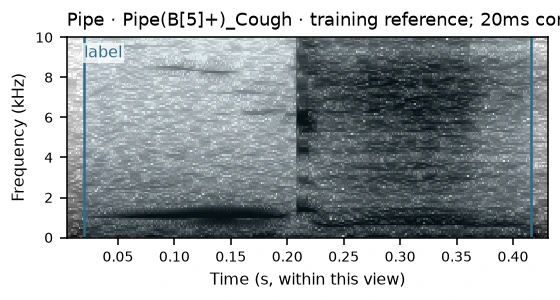 Pipe · Pipe(B[5]+)_Cough · training reference; 20ms
label
10
8
6
4
2
0
Frequency (kHz)
0.05 0.10 0.15 0.20 0.25 0.30 0.35 0.40
Time (s, within this view)